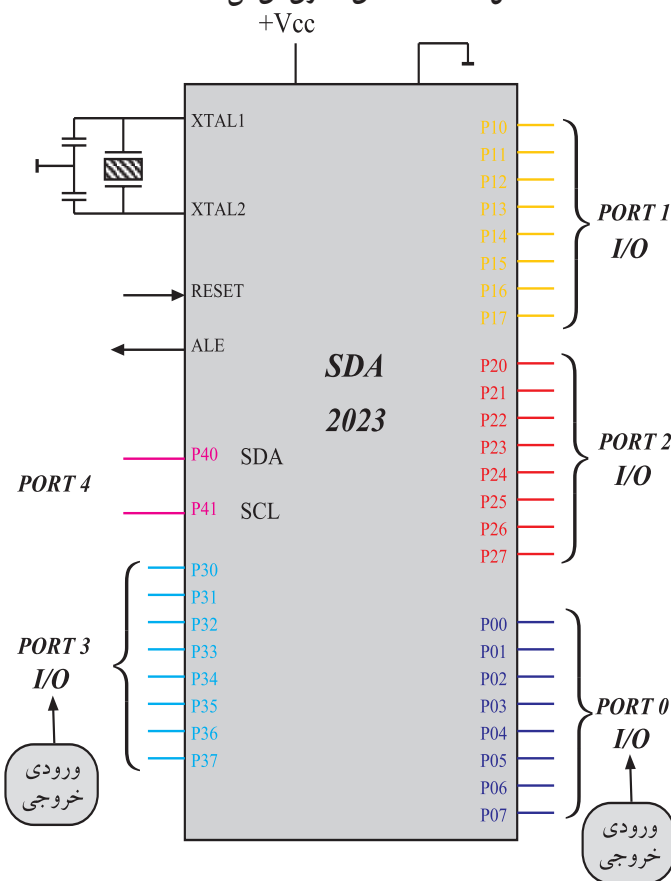 +Vcc
XTAL1
XTAL2
RESET
ALE
SDA
2023
P40 SDA
P41 SCL
PORT 4
P30
P31
P32
P33
P34
P35
P36
P37
PORT 3
I/O
ورودی
خروجی
P10
P11
P12
P13
P14
P15
P16
P17
PORT 1
I/O
P20
P21
P22
P23
P24
P25
P26
P27
PORT 2
I/O
P00
P01
P02
P03
P04
P05
P06
P07
PORT 0
I/O
ورودی
خروجی